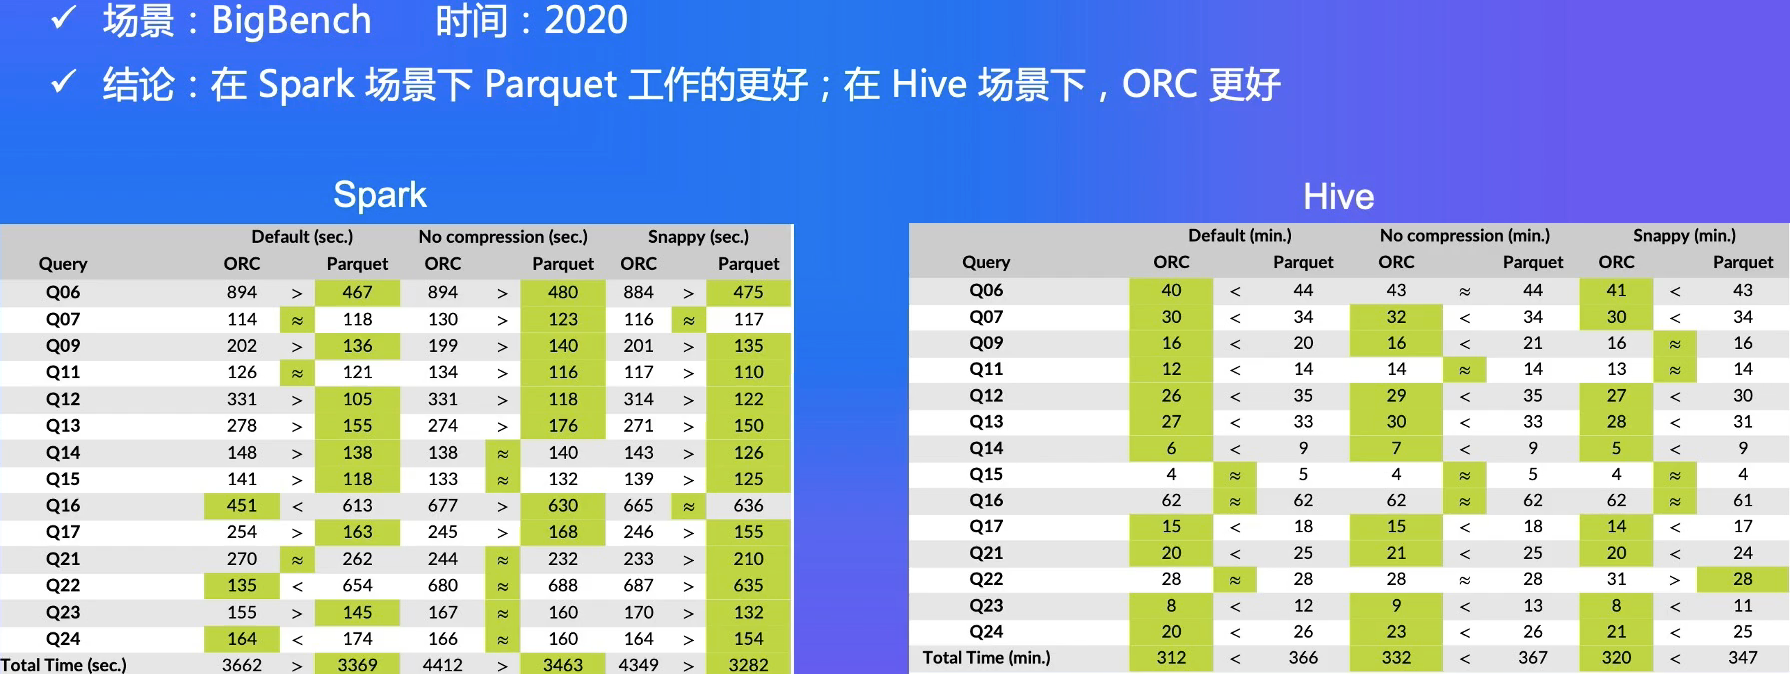 ✓ 场景：BigBench 时间：2020
✓ 结论：在 Spark 场景下 Parquet 工作的更好；在 Hive 场景下，ORC 更好
Spark
Default (sec.) No compression (sec.) Snappy (sec.)
Query ORC Parquet ORC Parquet ORC Parquet
Q06 894 > 467 894 > 480 884 > 475
Q07 114 ≈ 118 130 > 123 116 ≈ 117
Q09 202 > 136 199 > 140 201 > 135
Q11 126 ≈ 121 134 > 116 117 > 110
Q12 331 > 105 331 > 118 314 > 122
Q13 278 > 155 274 > 176 271 > 150
Q14 148 > 138 138 ≈ 140 143 > 126
Q15 141 > 118 133 ≈ 132 139 > 125
Q16 451 < 613 677 > 630 665 ≈ 636
Q17 254 > 163 245 > 168 246 > 155
Q21 270 ≈ 262 244 ≈ 232 233 > 210
Q22 135 < 654 680 ≈ 688 687 > 635
Q23 155 > 145 167 ≈ 160 170 > 132
Q24 164 < 174 166 ≈ 160 164 > 154
Total Time (sec.) 3662 > 3369 4412 > 3463 4349 > 3282
Hive
Default (min.) No compression (min.) Snappy (min.)
Query ORC Parquet ORC Parquet ORC Parquet
Q06 40 < 44 43 ≈ 44 41 < 43
Q07 30 < 34 32 < 34 30 < 34
Q09 16 < 20 16 < 21 16 ≈ 16
Q11 12 < 14 14 ≈ 14 13 ≈ 14
Q12 26 < 35 29 < 35 27 < 30
Q13 27 < 33 30 < 33 28 < 31
Q14 6 < 9 7 < 9 5 < 9
Q15 4 ≈ 5 4 ≈ 5 4 ≈ 4
Q16 62 ≈ 62 62 ≈ 62 62 ≈ 61
Q17 15 < 18 15 < 18 14 < 17
Q21 20 < 25 21 < 25 20 < 24
Q22 28 ≈ 28 28 ≈ 28 31 > 28
Q23 8 < 12 9 < 13 8 < 11
Q24 20 < 26 23 < 26 21 < 25
Total Time (min.) 312 < 366 332 < 367 320 < 347